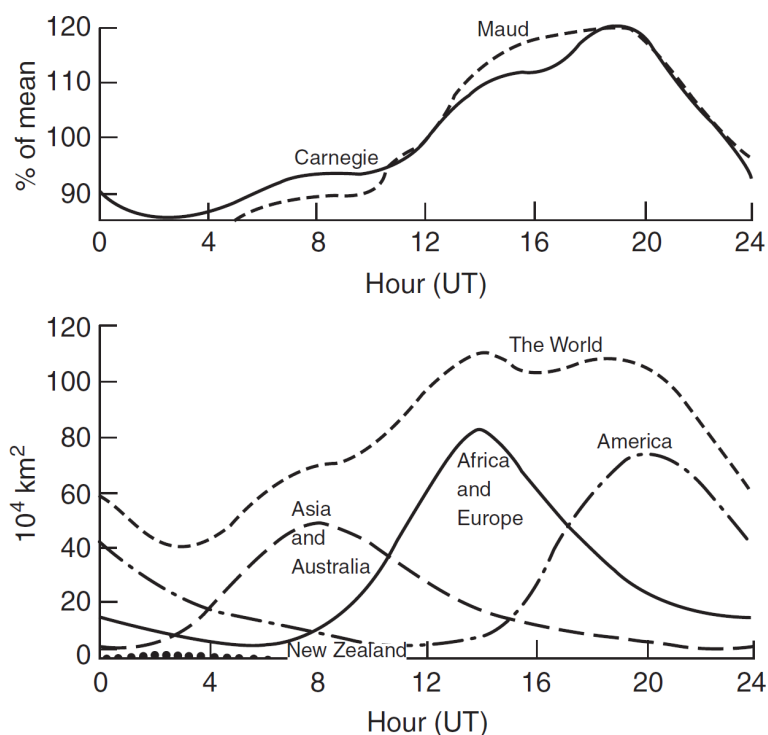 120
Maud
110
% of mean
100
Carnegie
90
0 4 8 12 16 20 24
Hour (UT)
120
The World
100
80
America
Africa
and
Europe
10⁴ km²
60
Asia
and
Australia
40
20
0
New Zealand
0 4 8 12 16 20 24
Hour (UT)